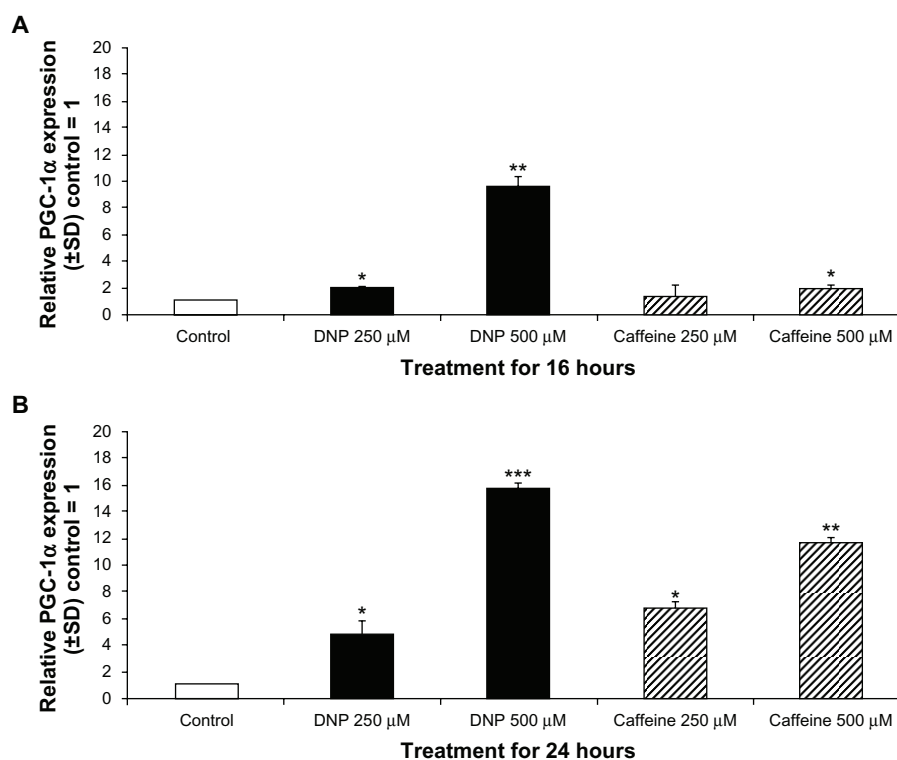 A
Relative PGC-1α expression
(±SD) control = 1
20
18
16
14
12
10
8
6
4
2
0
*
**
*
Control
DNP 250 µM
DNP 500 µM
Caffeine 250 µM
Caffeine 500 µM
Treatment for 16 hours
B
Relative PGC-1α expression
(±SD) control = 1
20
18
16
14
12
10
8
6
4
2
0
*
***
*
**
Control
DNP 250 µM
DNP 500 µM
Caffeine 250 µM
Caffeine 500 µM
Treatment for 24 hours